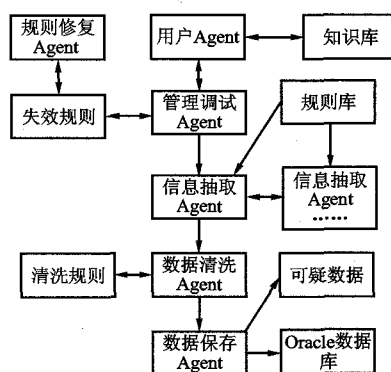 规则修复
Agent
用户Agent
知识库
失效规则
管理调试
Agent
规则库
信息抽取
Agent
信息抽取
Agent
……
清洗规则
数据清洗
Agent
可疑数据
数据保存
Agent
Oracle数据
库